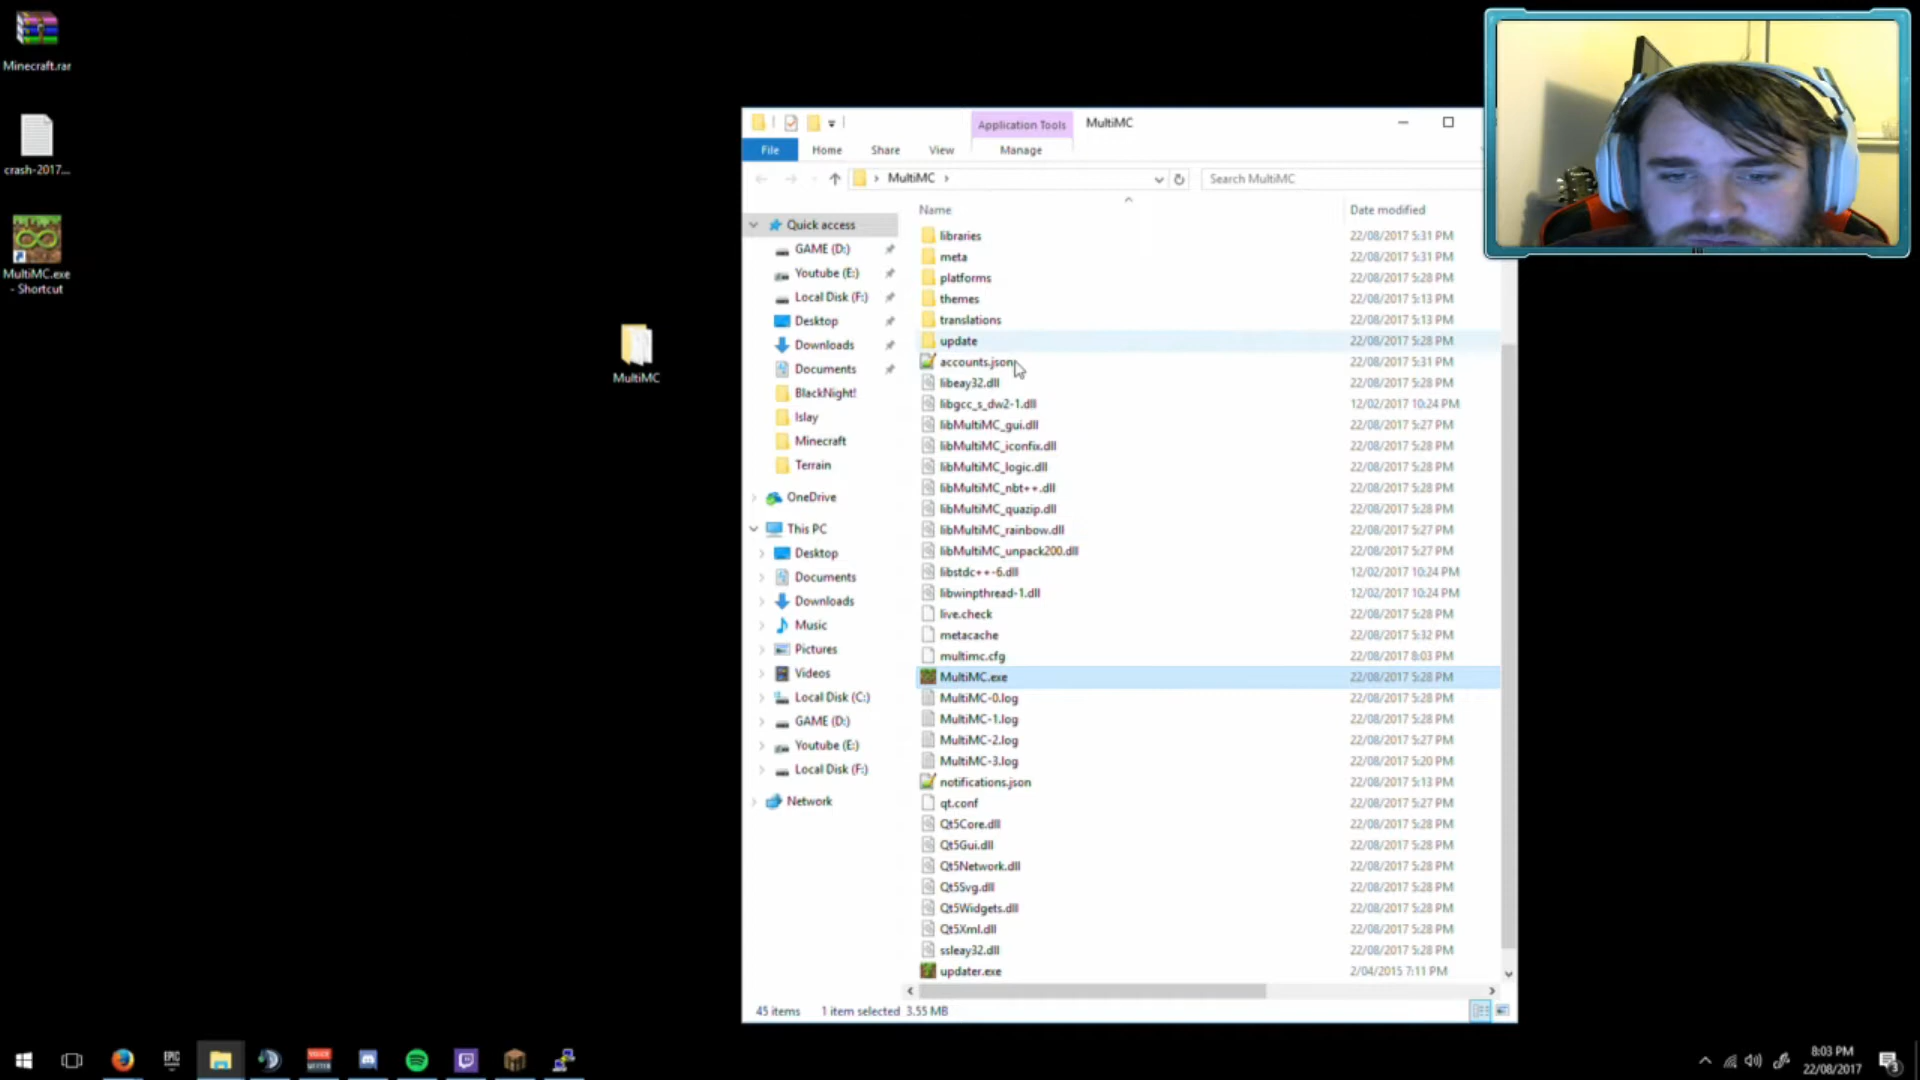 Minecraft.rar
crash-2017...
MultiMC.exe
- Shortcut
MultiMC
Application Tools
MultiMC
File
Home
Share
View
Manage
MultiMC
Search MultiMC
Name
Date modified
Quick access
GAME (D:)
Youtube (E:)
Local Disk (F:)
Desktop
Downloads
Documents
BlackNight!
Islay
Minecraft
Terrain
OneDrive
This PC
Desktop
Documents
Downloads
Music
Pictures
Videos
Local Disk (C:)
GAME (D:)
Youtube (E:)
Local Disk (F:)
Network
libraries 22/08/2017 5:31 PM
meta 22/08/2017 5:31 PM
platforms 22/08/2017 5:28 PM
themes 22/08/2017 5:13 PM
translations 22/08/2017 5:13 PM
update 22/08/2017 5:28 PM
accounts.json 22/08/2017 5:31 PM
libeay32.dll 22/08/2017 5:28 PM
libgcc_s_dw2-1.dll 12/02/2017 10:24 PM
libMultiMC_gui.dll 22/08/2017 5:27 PM
libMultiMC_iconfix.dll 22/08/2017 5:28 PM
libMultiMC_logic.dll 22/08/2017 5:28 PM
libMultiMC_nbt++.dll 22/08/2017 5:28 PM
libMultiMC_quazip.dll 22/08/2017 5:28 PM
libMultiMC_rainbow.dll 22/08/2017 5:27 PM
libMultiMC_unpack200.dll 22/08/2017 5:27 PM
libstdc++-6.dll 12/02/2017 10:24 PM
libwinpthread-1.dll 12/02/2017 10:24 PM
live.check 22/08/2017 5:28 PM
metacache 22/08/2017 5:32 PM
multimc.cfg 22/08/2017 8:03 PM
MultiMC.exe 22/08/2017 5:28 PM
MultiMC-0.log 22/08/2017 5:28 PM
MultiMC-1.log 22/08/2017 5:28 PM
MultiMC-2.log 22/08/2017 5:27 PM
MultiMC-3.log 22/08/2017 5:20 PM
notifications.json 22/08/2017 5:13 PM
qt.conf 22/08/2017 5:27 PM
Qt5Core.dll 22/08/2017 5:28 PM
Qt5Gui.dll 22/08/2017 5:28 PM
Qt5Network.dll 22/08/2017 5:28 PM
Qt5Svg.dll 22/08/2017 5:28 PM
Qt5Widgets.dll 22/08/2017 5:28 PM
Qt5Xml.dll 22/08/2017 5:28 PM
ssleay32.dll 22/08/2017 5:28 PM
updater.exe 2/04/2015 7:11 PM
45 items 1 item selected 3.55 MB
EPIC
8:03 PM
22/08/2017
3